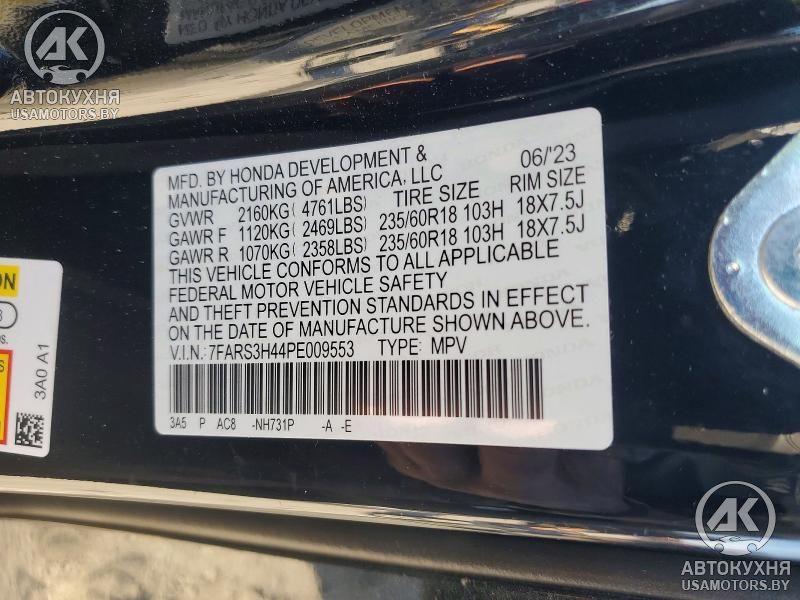 AK
АВТОКУХНЯ
USAMOTORS.BY
MFD. BY HONDA DEVELOPMENT & 06/'23
MANUFACTURING OF AMERICA, LLC
TIRE SIZE RIM SIZE
GVWR 2160KG( 4761LBS)
GAWR F 1120KG( 2469LBS) 235/60R18 103H 18X7.5J
GAWR R 1070KG( 2358LBS) 235/60R18 103H 18X7.5J
THIS VEHICLE CONFORMS TO ALL APPLICABLE
FEDERAL MOTOR VEHICLE SAFETY
AND THEFT PREVENTION STANDARDS IN EFFECT
ON THE DATE OF MANUFACTURE SHOWN ABOVE.
V.I.N.: 7FARS3H44PE009553 TYPE: MPV
3A5 P AC8 -NH731P -A -E
3A0 A1
AK
АВТОКУХНЯ
USAMOTORS.BY